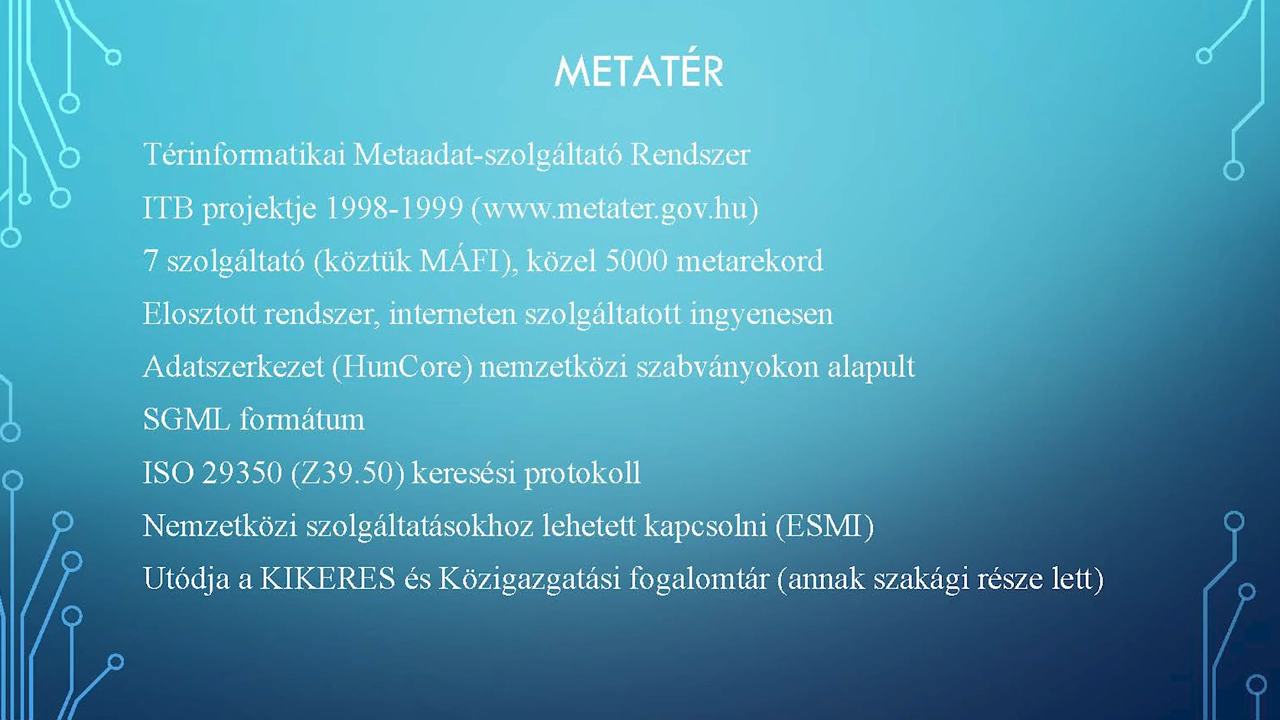 METATÉR
Térinformatikai Metaadat-szolgáltató Rendszer
ITB projektje 1998-1999 (www.metater.gov.hu)
7 szolgáltató (köztük MÁFI), közel 5000 metarekord
Elosztott rendszer, interneten szolgáltatott ingyenesen
Adatszerkezet (HunCore) nemzetközi szabványokon alapult
SGML formátum
ISO 29350 (Z39.50) keresési protokoll
Nemzetközi szolgáltatásokhoz lehetett kapcsolni (ESMI)
Utódja a KIKERES és Közigazgatási fogalomtár (annak szakági része lett)